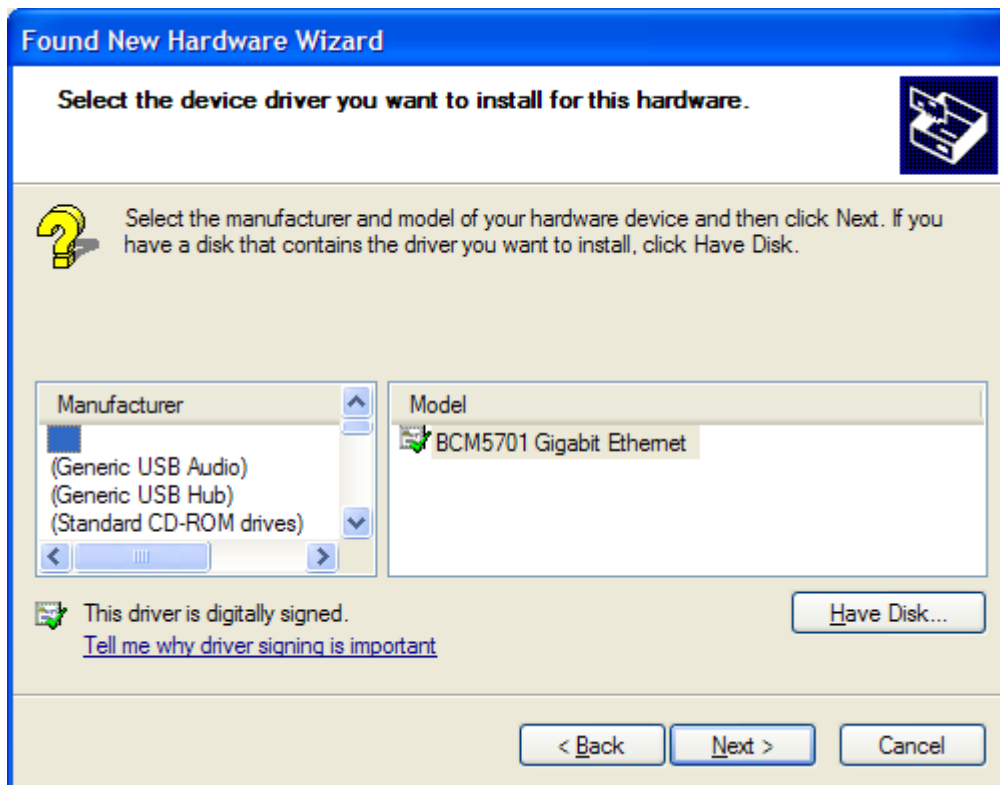 Found New Hardware Wizard
Select the device driver you want to install for this hardware.
Select the manufacturer and model of your hardware device and then click Next. If you
have a disk that contains the driver you want to install, click Have Disk.
Manufacturer
(Generic USB Audio)
(Generic USB Hub)
(Standard CD-ROM drives)
Model
BCM5701 Gigabit Ethernet
This driver is digitally signed.
Have Disk...
Tell me why driver signing is important
< Back
Next >
Cancel